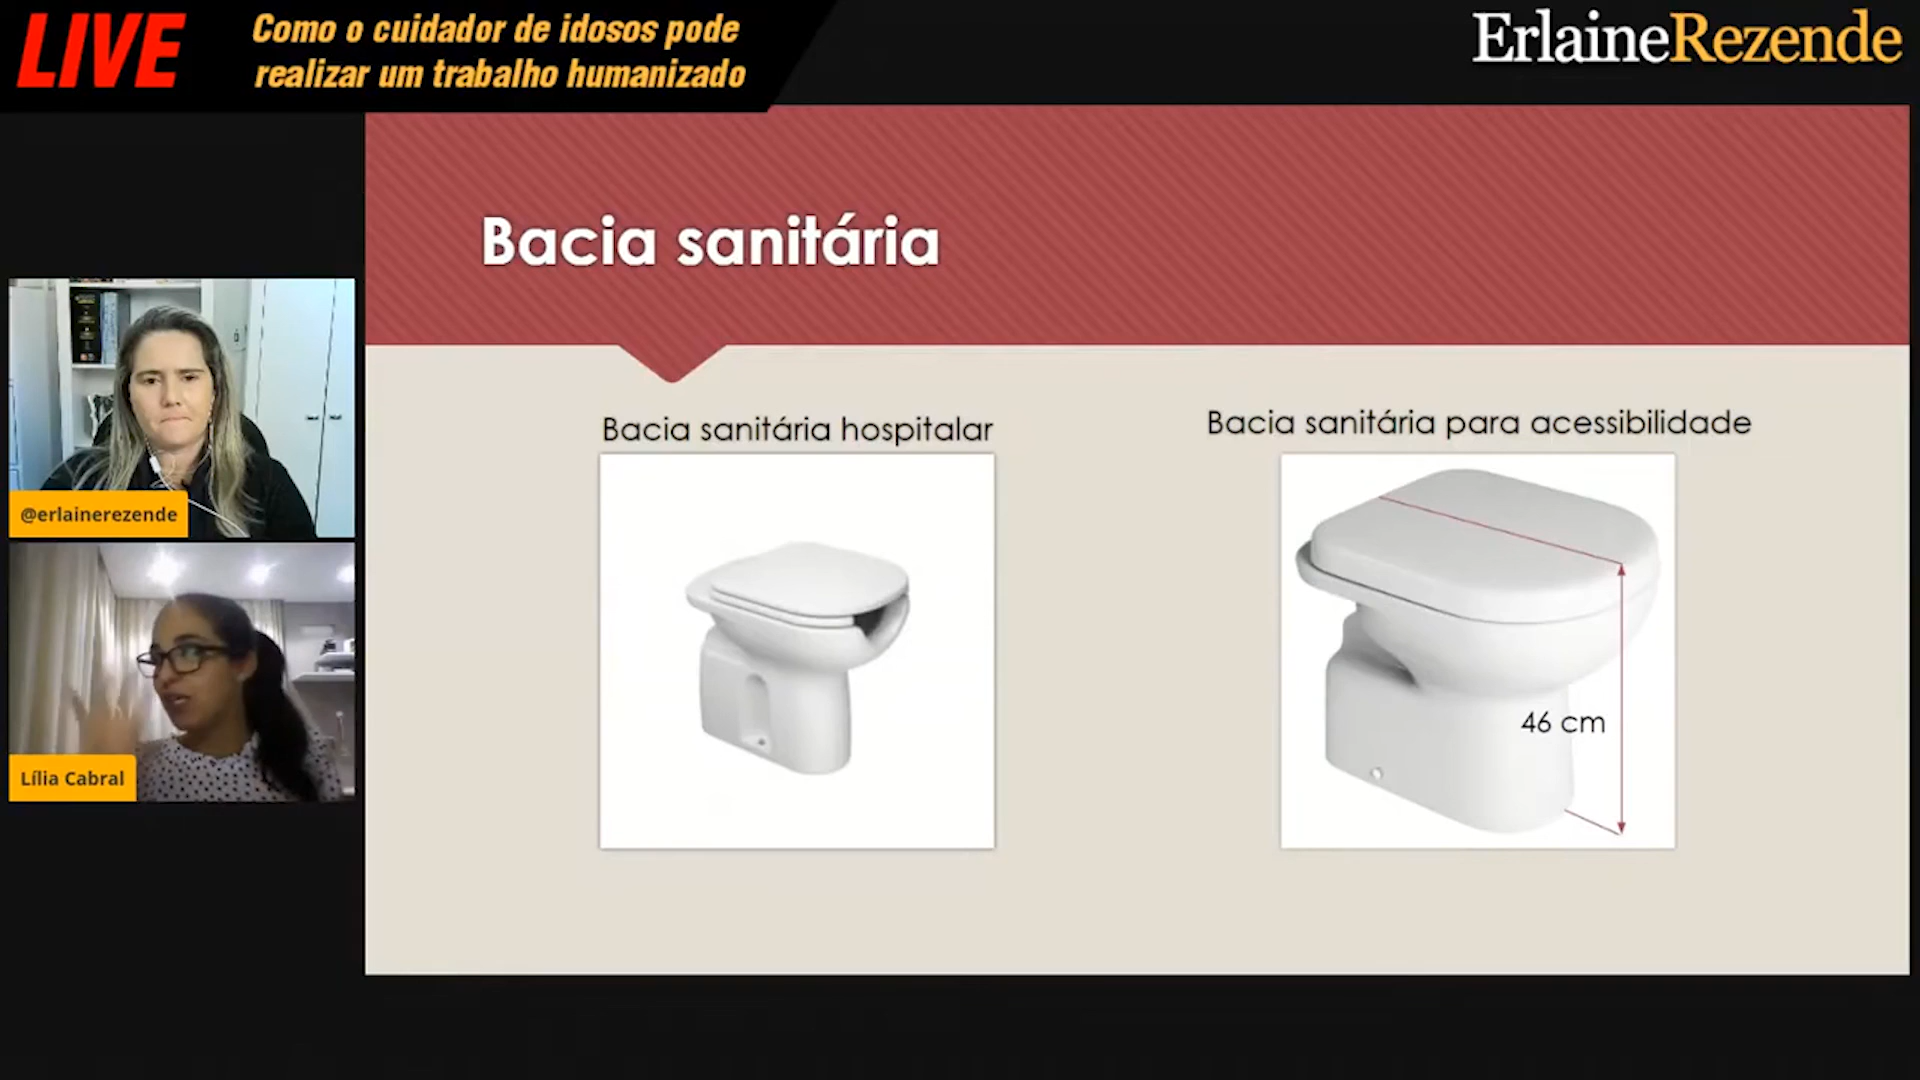 LIVE
Como o cuidador de idosos pode
realizar um trabalho humanizado
ErlaineRezende
Bacia sanitária
Bacia sanitária hospitalar
Bacia sanitária para acessibilidade
46 cm
@erlainerezende
Lília Cabral